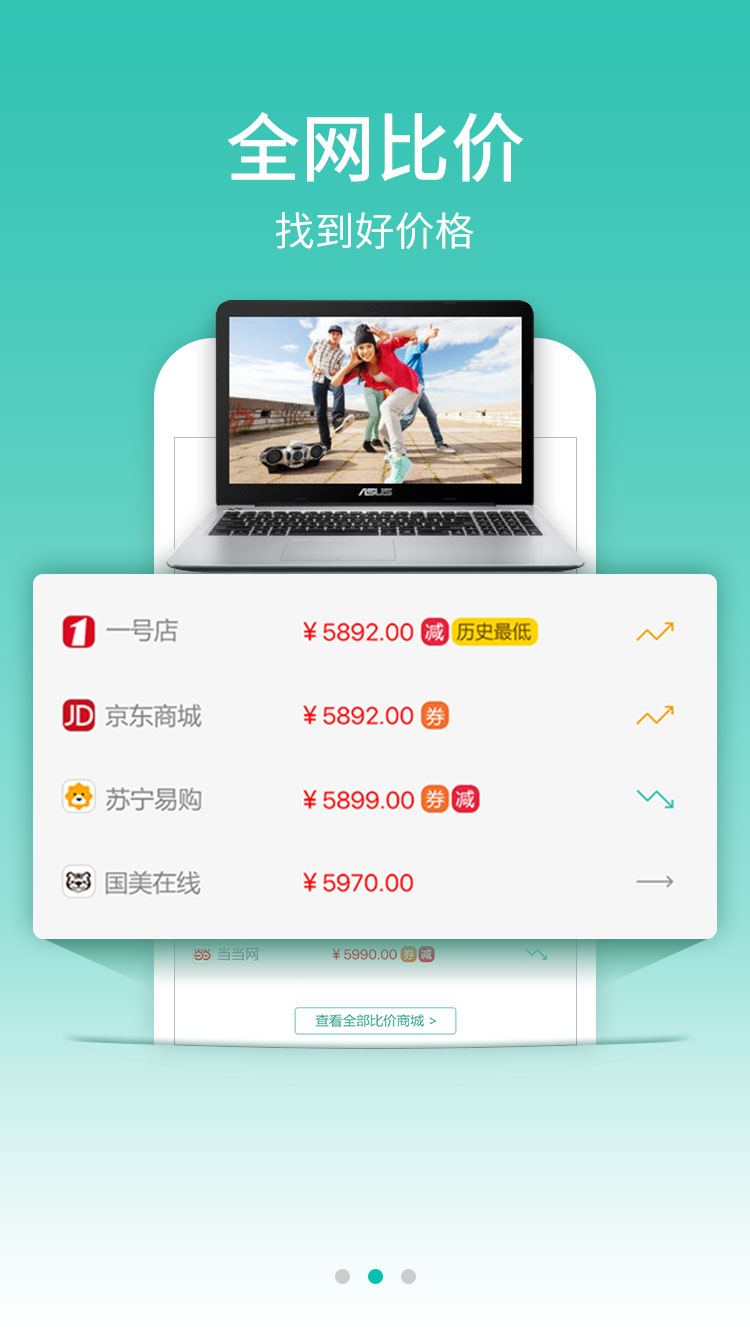 全网比价
找到好价格
ASUS
1 一号店 ¥5892.00 减 历史最低
JD 京东商城 ¥5892.00 券
苏宁易购 ¥5899.00 券 减
国美在线 ¥5970.00
当当网 ¥5990.00 券 减
查看全部比价商城 >